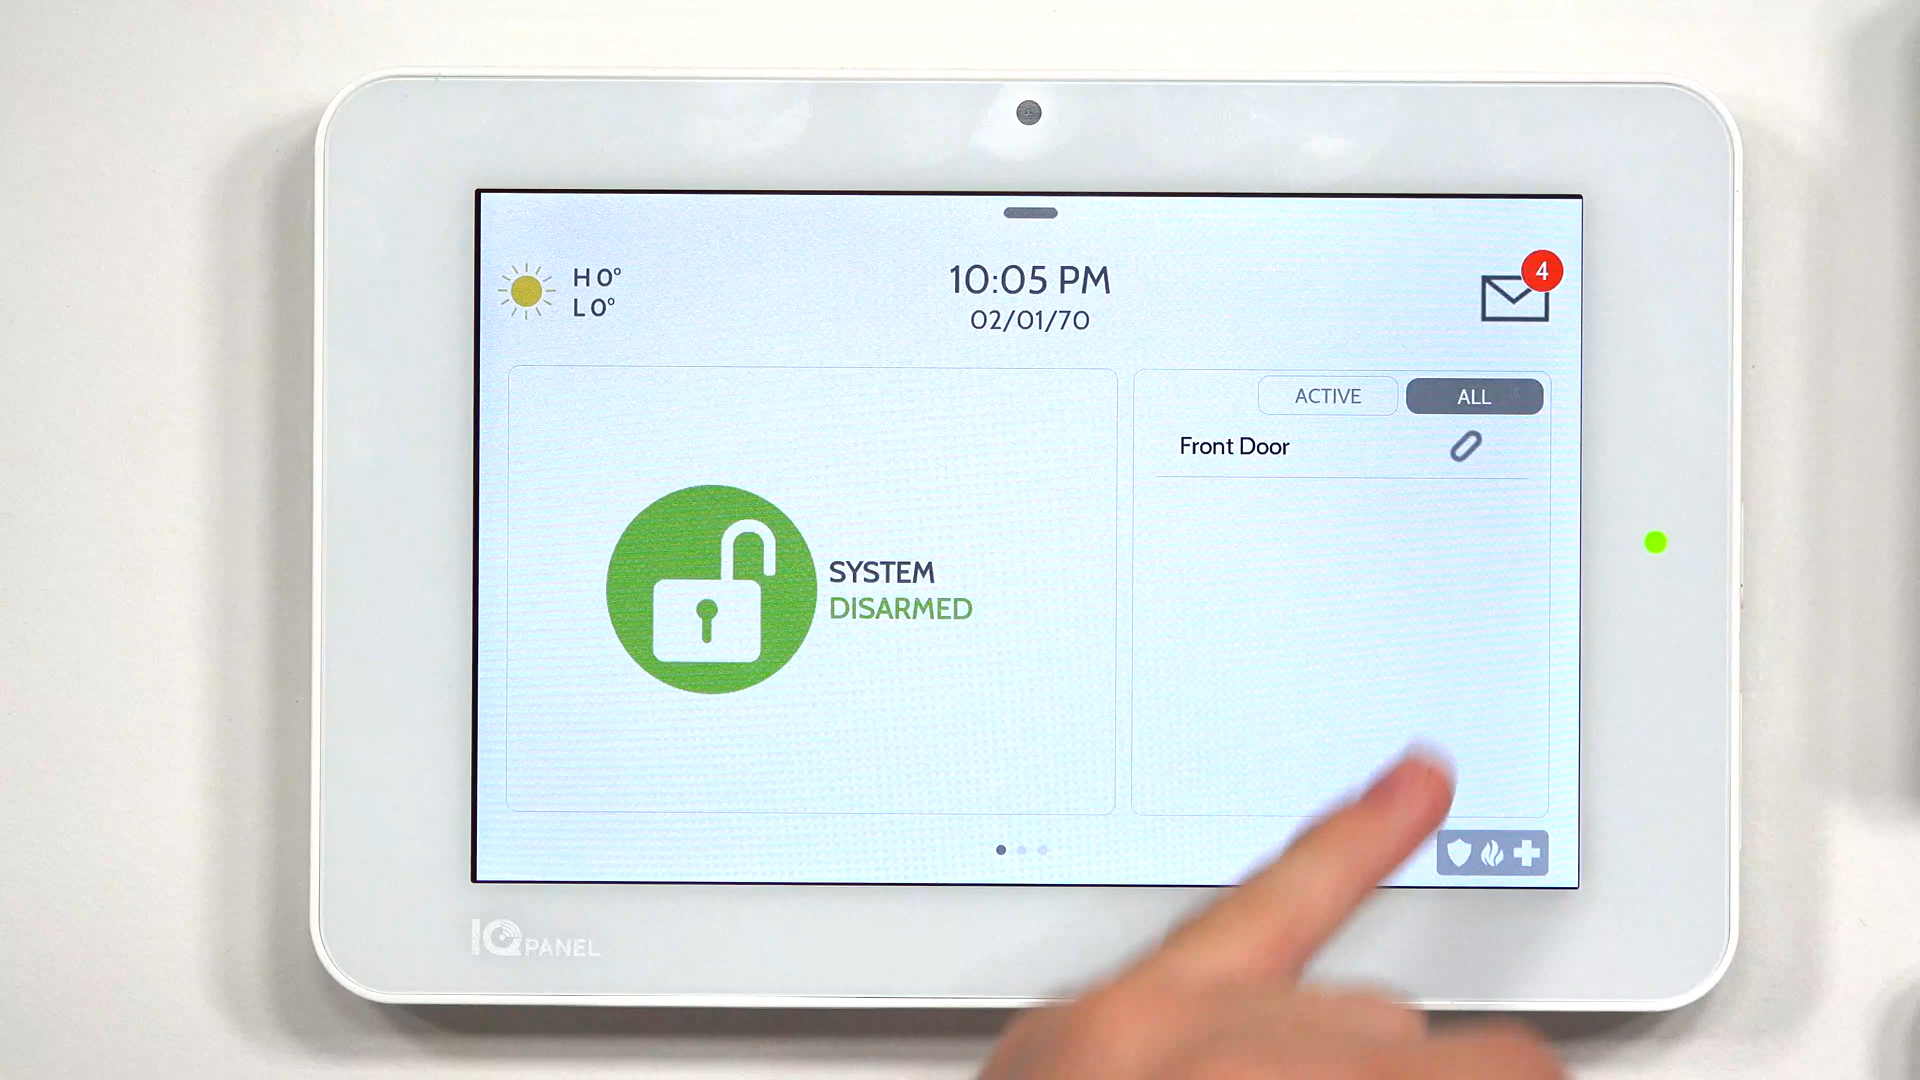 H 0°
L 0°
10:05 PM
02/01/70
4
ACTIVE
ALL
Front Door
SYSTEM
DISARMED
IQ PANEL